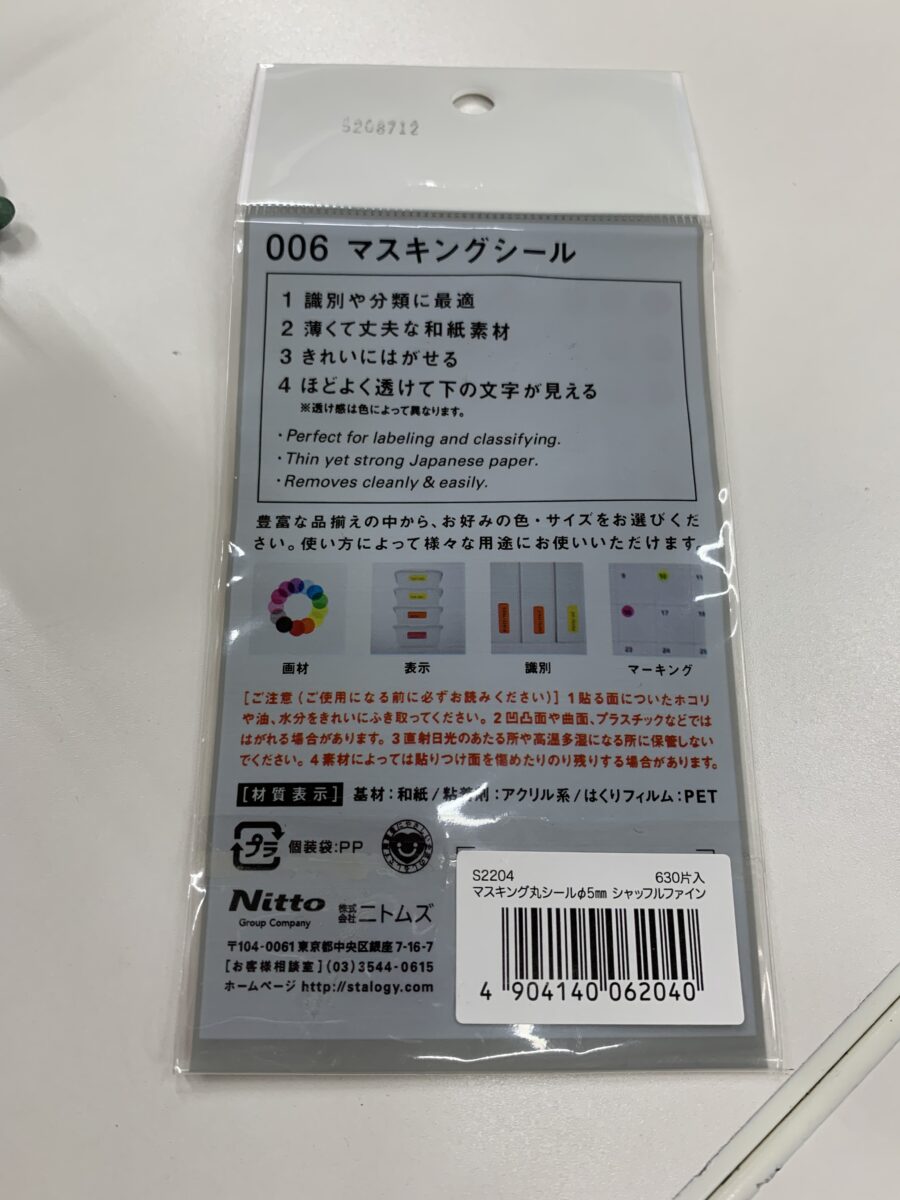 S208712
006 マスキングシール
1 識別や分類に最適
2 薄くて丈夫な和紙素材
3 きれいにはがせる
4 ほどよく透けて下の文字が見える
※透け感は色によって異なります。
・Perfect for labeling and classifying.
・Thin yet strong Japanese paper.
・Removes cleanly & easily.
豊富な品揃えの中から、お好みの色・サイズをお選びくだ
さい。使い方によって様々な用途にお使いいただけます。
9 10 11
16 17 18
23 24 25
画材 表示 識別 マーキング
[ご注意(ご使用になる前に必ずお読みください)] 1 貼る面についたホコリ
や油、水分をきれいにふき取ってください。2 凹凸面や曲面、プラスチックなどでは
はがれる場合があります。3 直射日光のあたる所や高温多湿になる所に保管しない
でください。4 素材によっては貼りつけ面を傷めたりのり残りする場合があります。
[材質表示] 基材:和紙/粘着剤:アクリル系/はくりフィルム:PET
プラ 個装袋:PP
Nitto
Group Company
株式会社 ニトムズ
〒104-0061 東京都中央区銀座 7-16-7
[お客様相談室] (03) 3544-0615
ホームページ http://stalogy.com
S2204 630片入
マスキング丸シールφ5㎜ シャッフルファイン
4 904140 062040